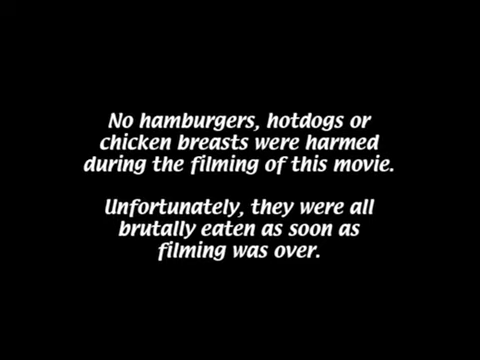 No hamburgers, hotdogs or
chicken breasts were harmed
during the filming of this movie.
Unfortunately, they were all
brutally eaten as soon as
filming was over.